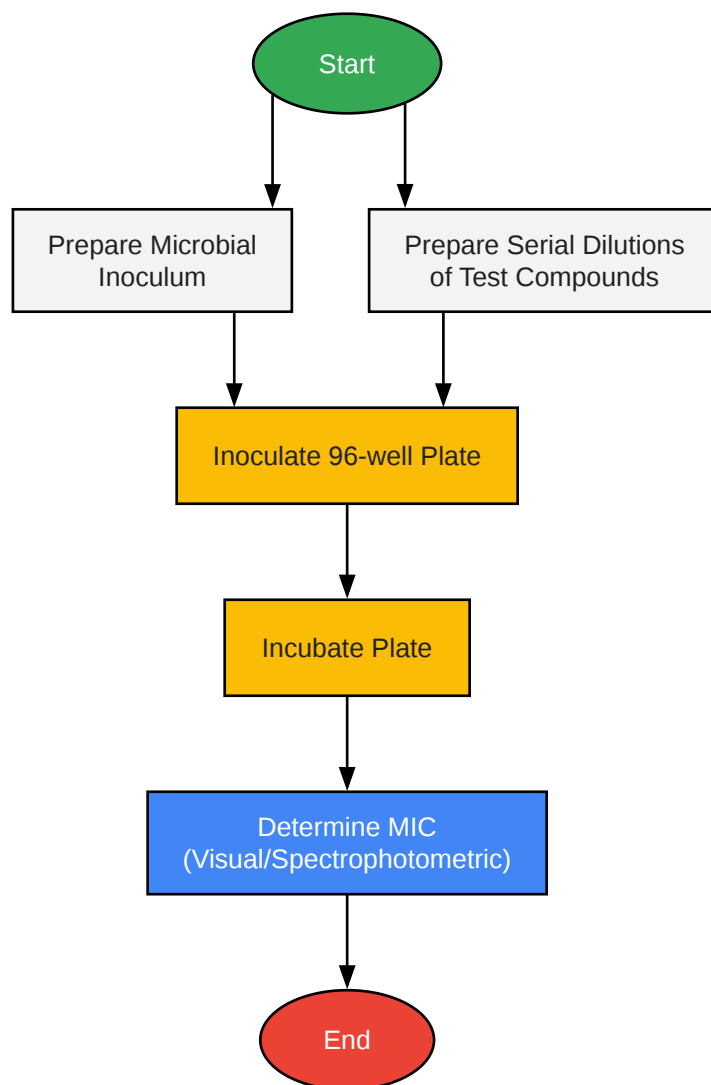 Start
Prepare Microbial
Inoculum
Prepare Serial Dilutions
of Test Compounds
Inoculate 96-well Plate
Incubate Plate
Determine MIC
(Visual/Spectrophotometric)
End